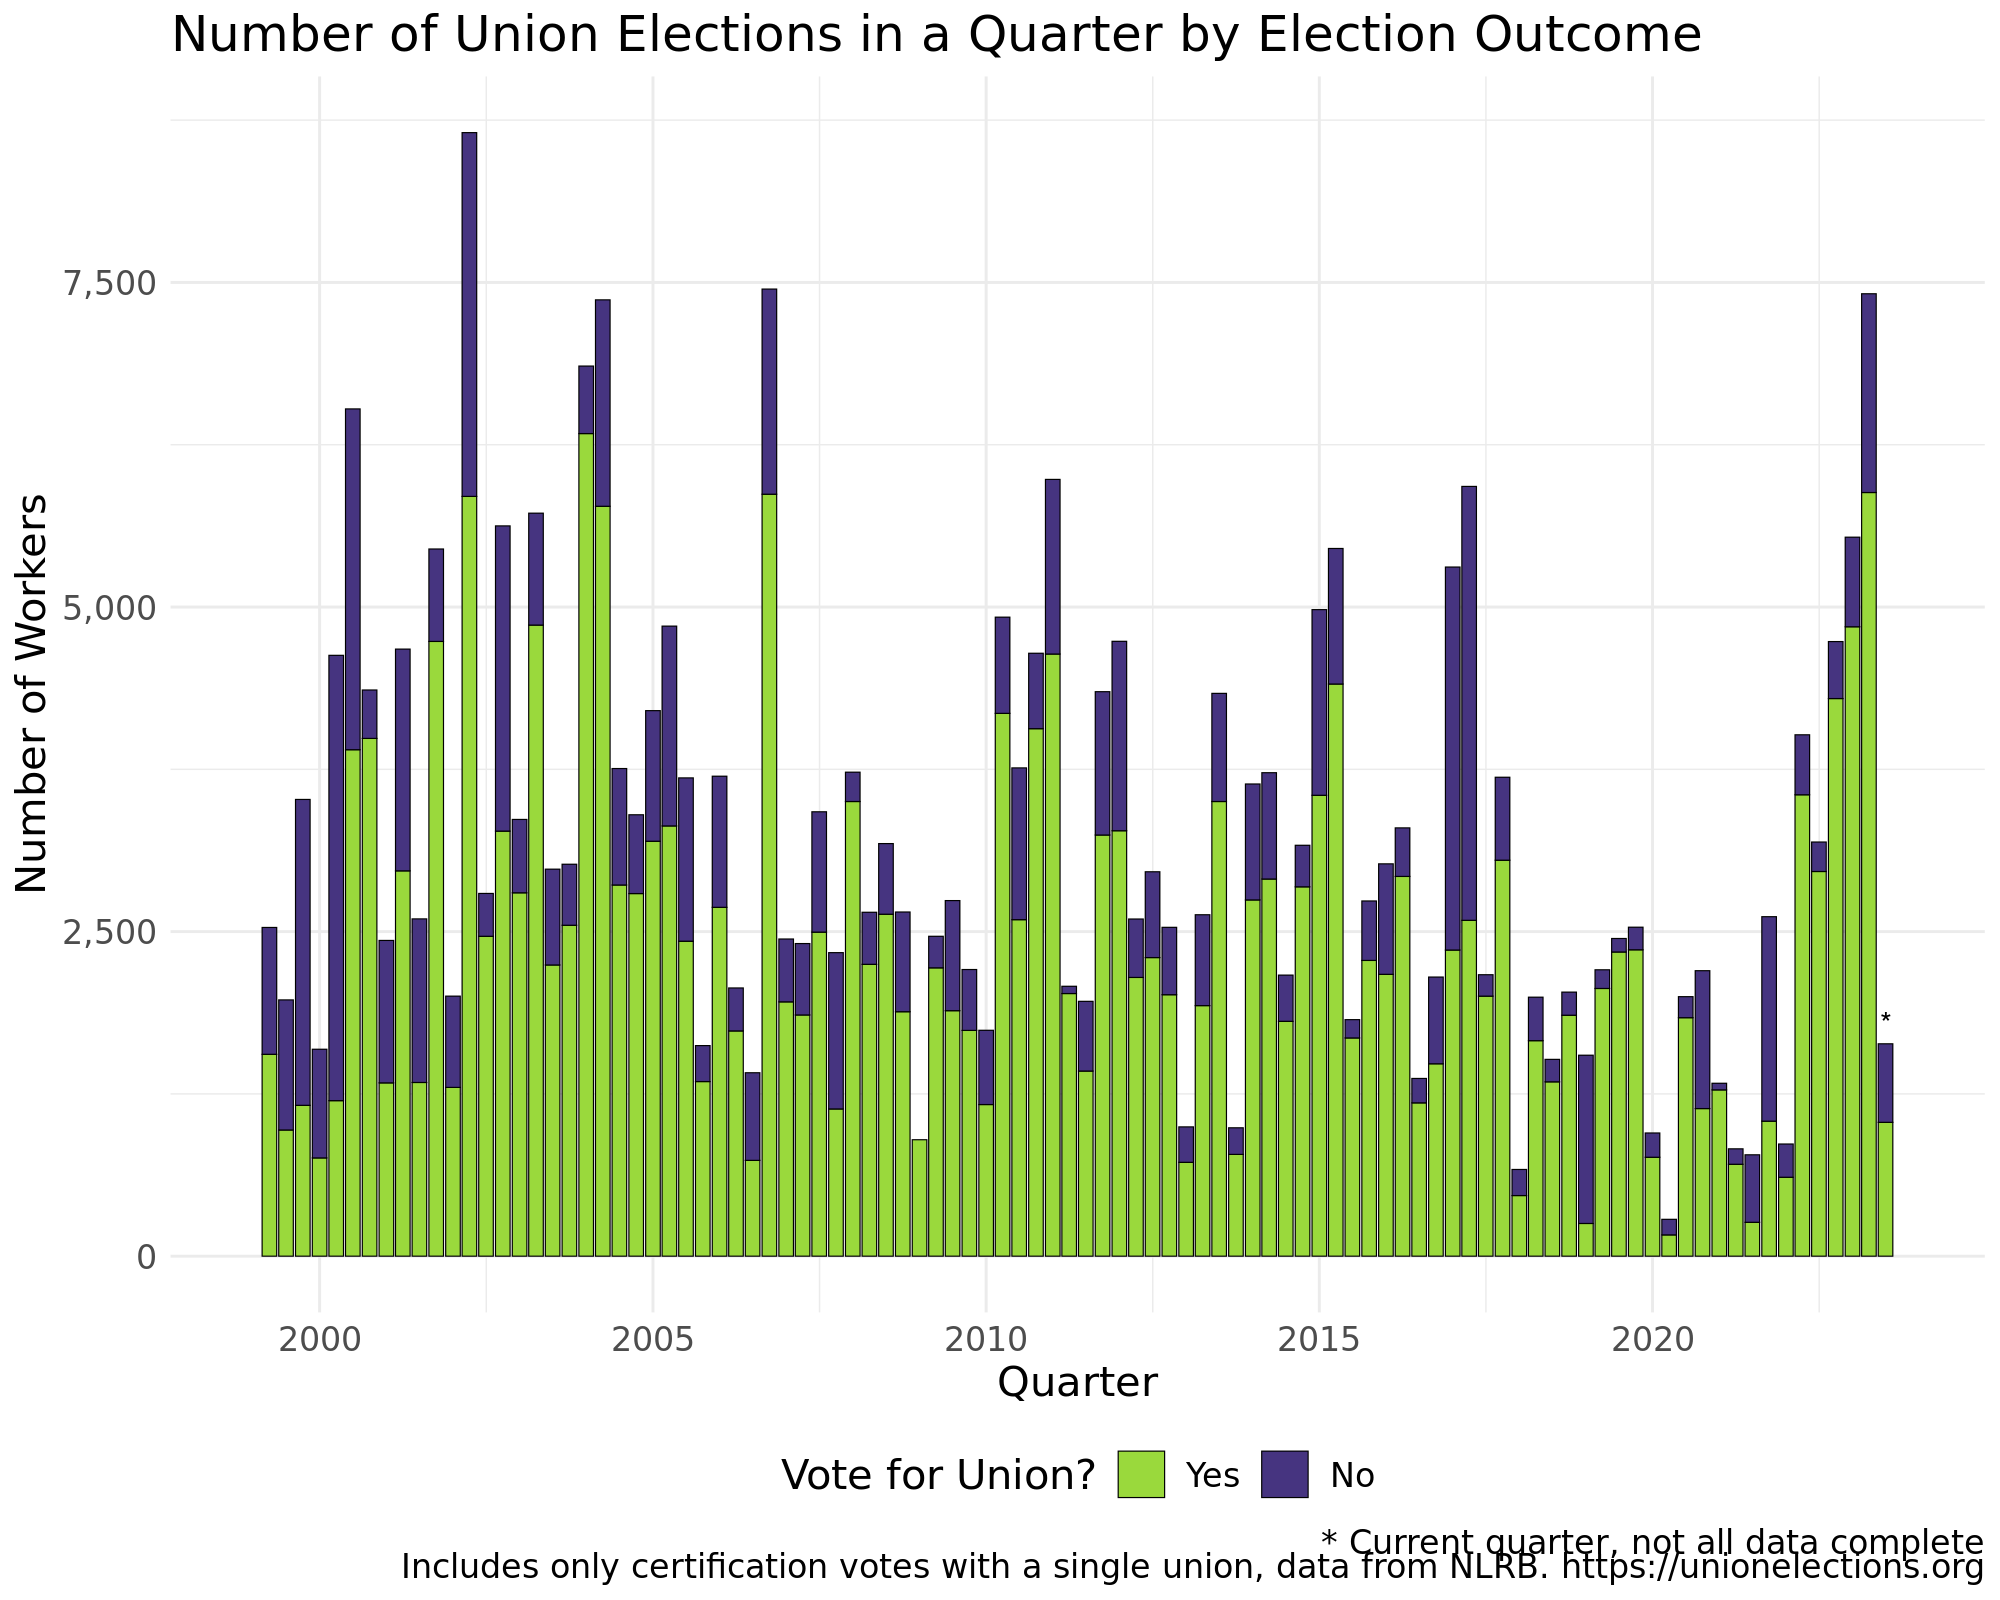 Number of Union Elections in a Quarter by Election Outcome
Number of Workers
7,500
5,000
2,500
0
*
2000 2005 2010 2015 2020
Quarter
Vote for Union? Yes No
* Current quarter, not all data complete
Includes only certification votes with a single union, data from NLRB. https://unionelections.org